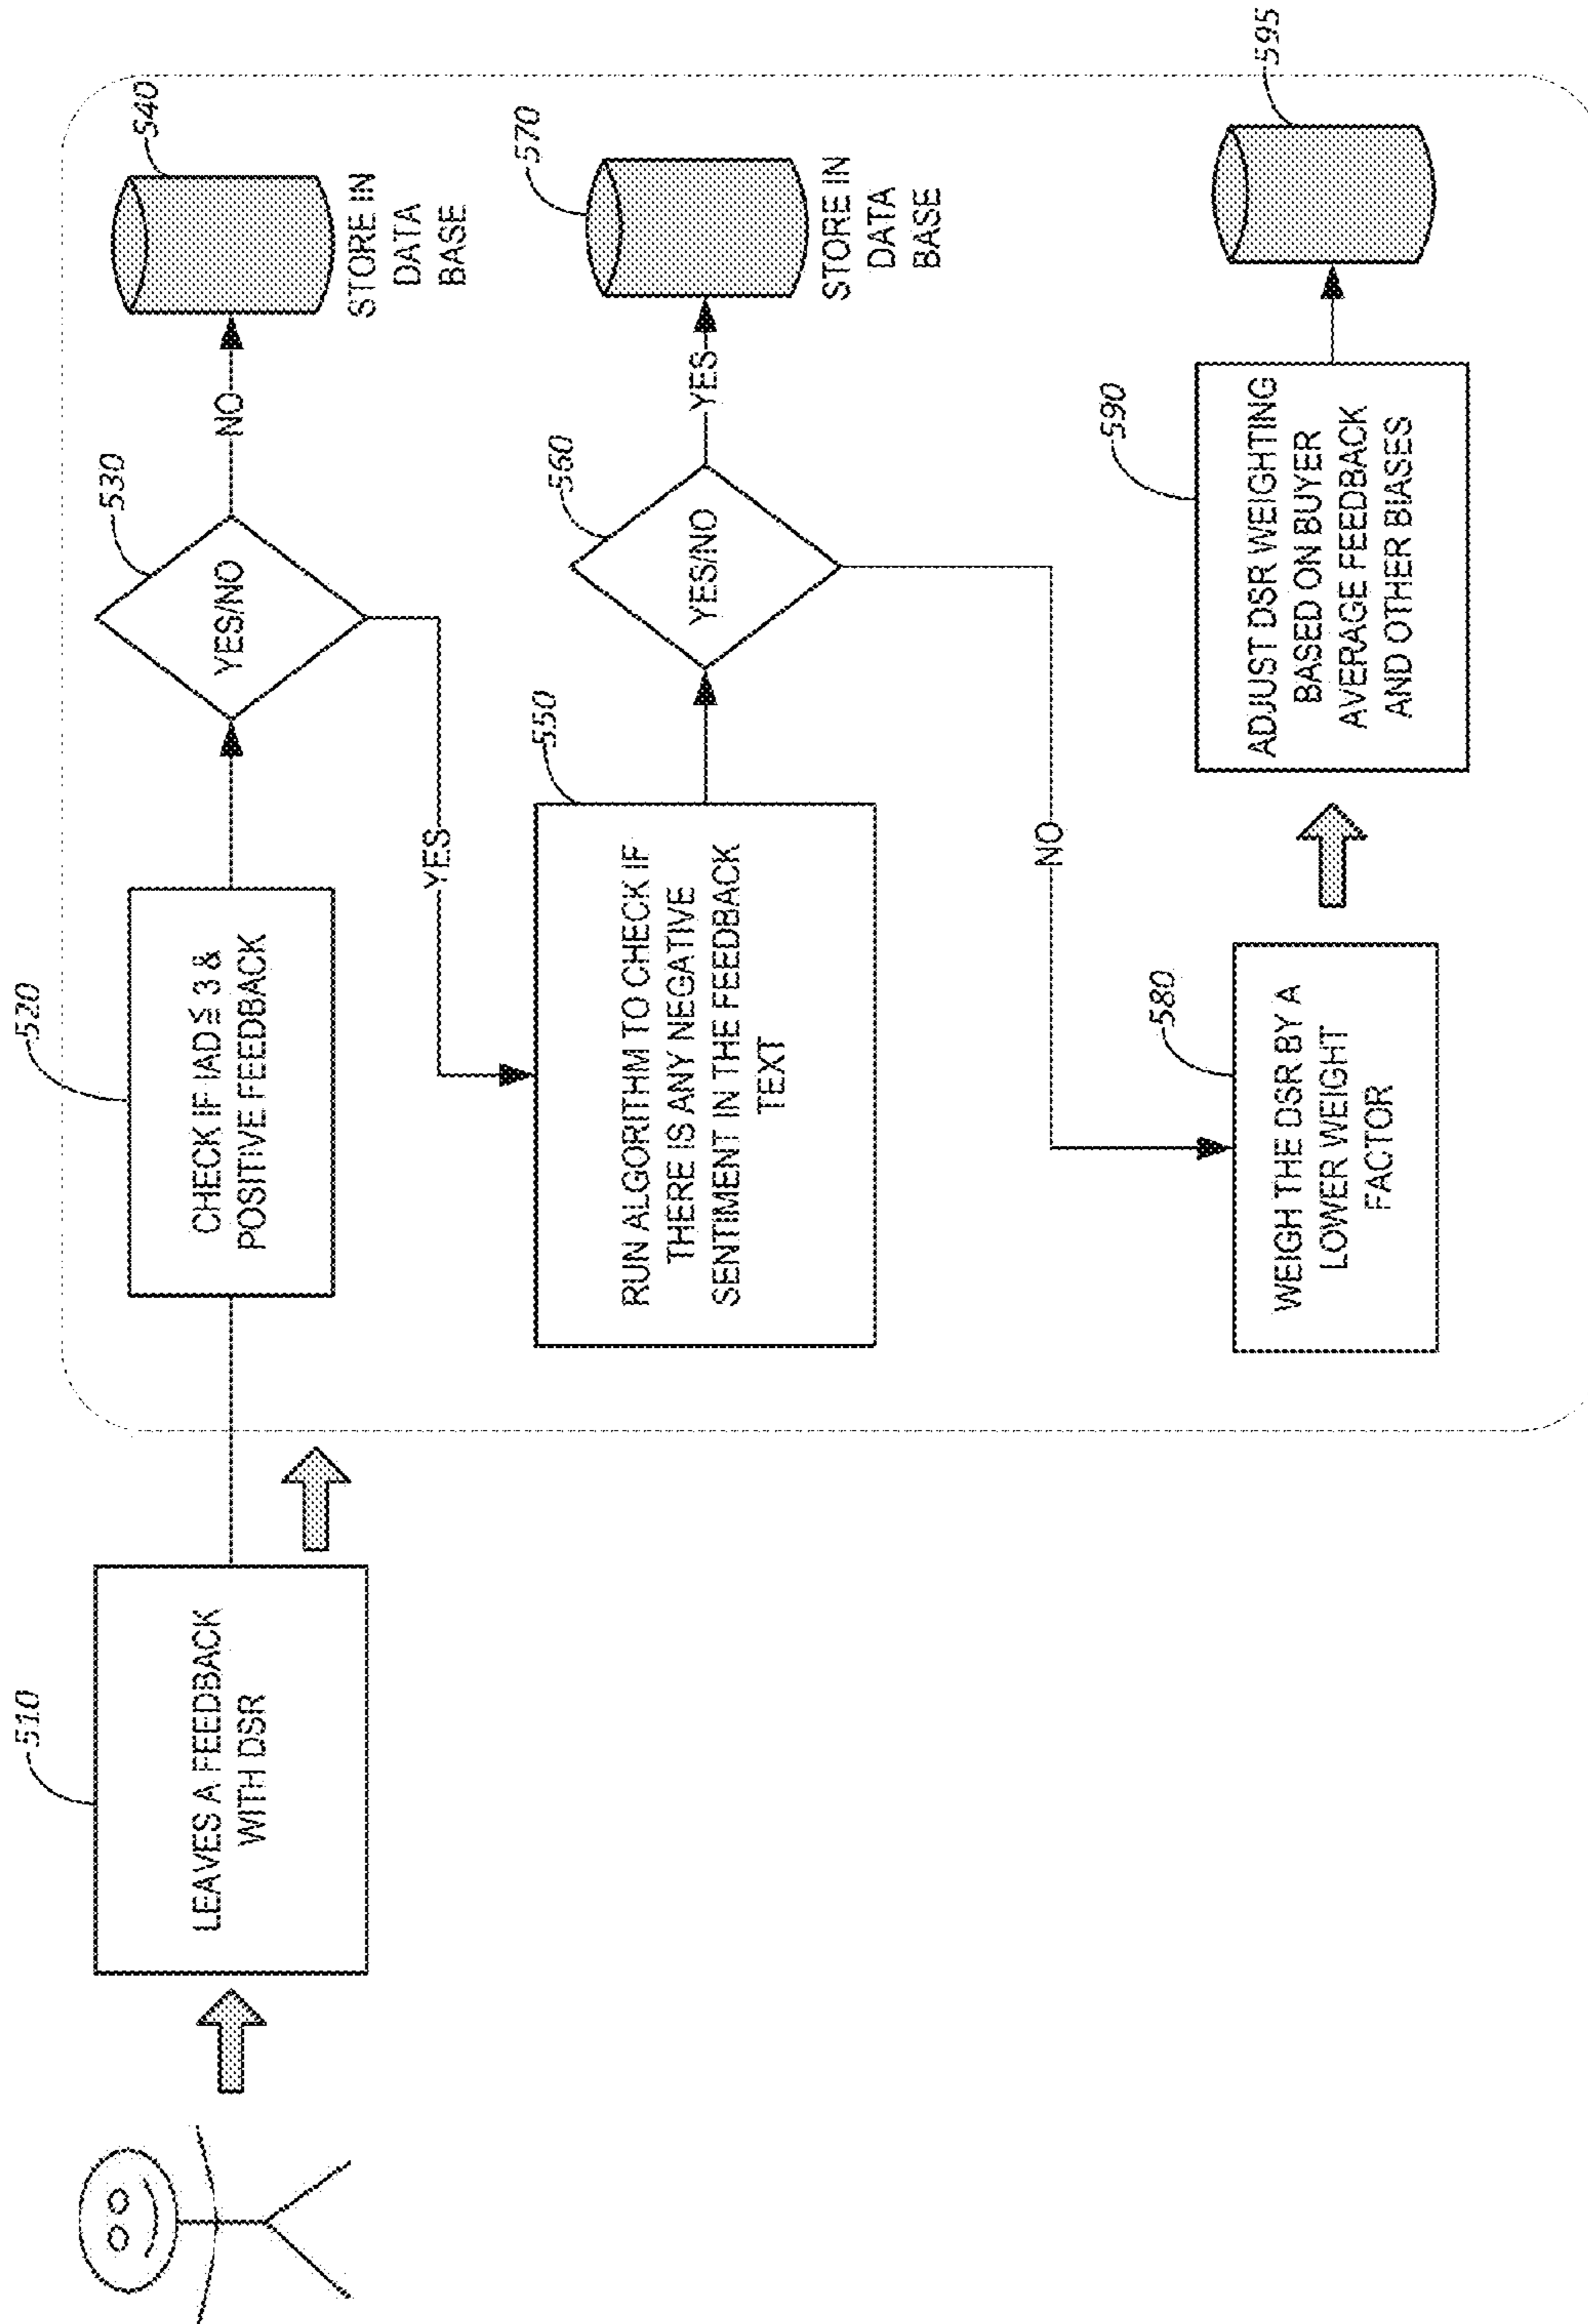 510
LEAVES A FEEDBACK
WITH DSR
520
CHECK IF IAD ≦ 3 &
POSITIVE FEEDBACK
530
YES/NO
NO
540
STORE IN
DATA
BASE
YES
550
RUN ALGORITHM TO CHECK IF
THERE IS ANY NEGATIVE
SENTIMENT IN THE FEEDBACK
TEXT
560
YES/NO
YES
570
STORE IN
DATA
BASE
NO
580
WEIGH THE DSR BY A
LOWER WEIGHT
FACTOR
590
ADJUST DSR WEIGHTING
BASED ON BUYER
AVERAGE FEEDBACK
AND OTHER BIASES
595